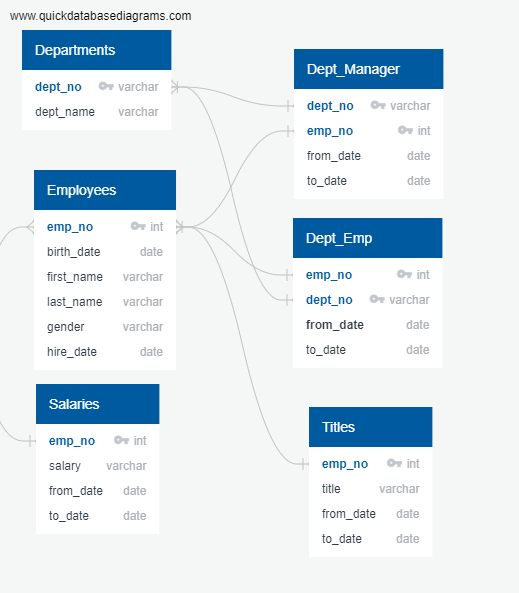 www.quickdatabasediagrams.com
Departments
dept_no varchar
dept_name varchar
Employees
emp_no int
birth_date date
first_name varchar
last_name varchar
gender varchar
hire_date date
Salaries
emp_no int
salary varchar
from_date date
to_date date
Dept_Manager
dept_no varchar
emp_no int
from_date date
to_date date
Dept_Emp
emp_no int
dept_no varchar
from_date date
to_date date
Titles
emp_no int
title varchar
from_date date
to_date date